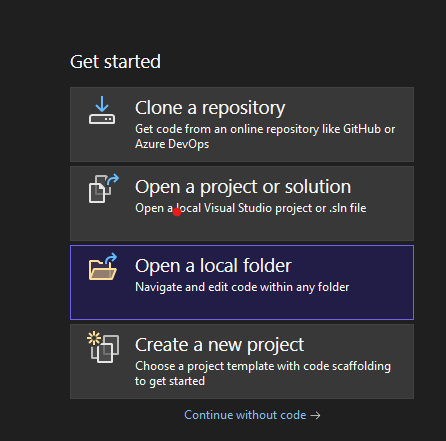 Get started
Clone a repository
Get code from an online repository like GitHub or
Azure DevOps
Open a project or solution
Open a local Visual Studio project or .sln file
Open a local folder
Navigate and edit code within any folder
Create a new project
Choose a project template with code scaffolding
to get started
Continue without code →